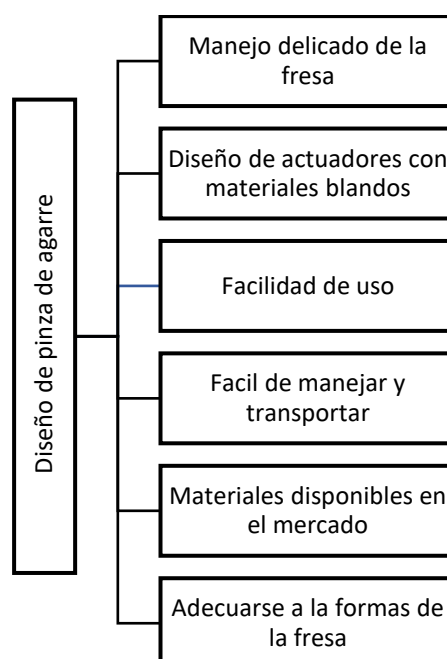 Diseño de pinza de agarre
Manejo delicado de la
fresa
Diseño de actuadores con
materiales blandos
Facilidad de uso
Facil de manejar y
transportar
Materiales disponibles en
el mercado
Adecuarse a la formas de
la fresa